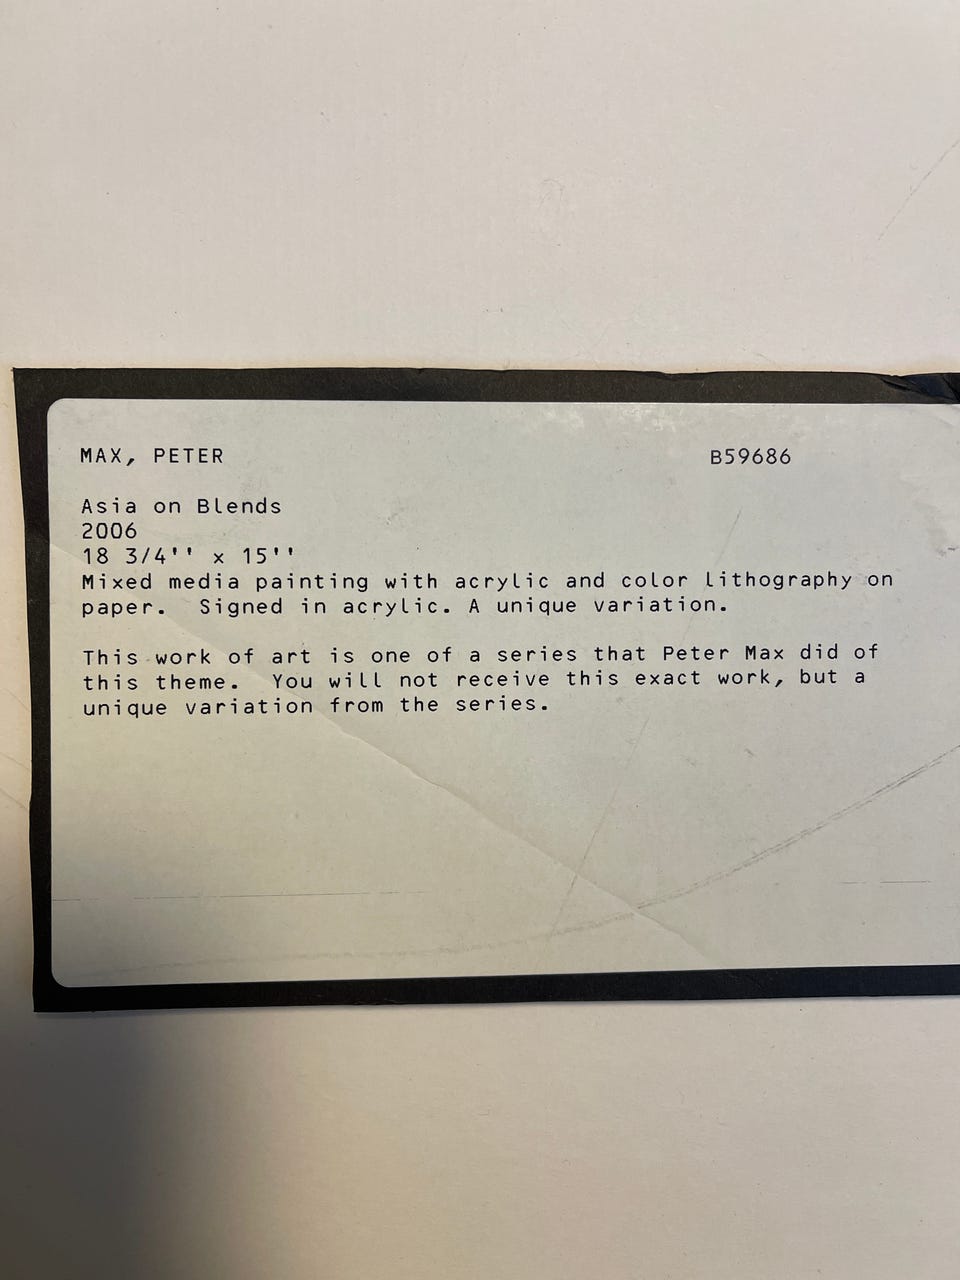 MAX, PETER B59686
Asia on Blends
2006
18 3/4'' x 15''
Mixed media painting with acrylic and color lithography on
paper.  Signed in acrylic. A unique variation.
This work of art is one of a series that Peter Max did of
this theme.  You will not receive this exact work, but a
unique variation from the series.